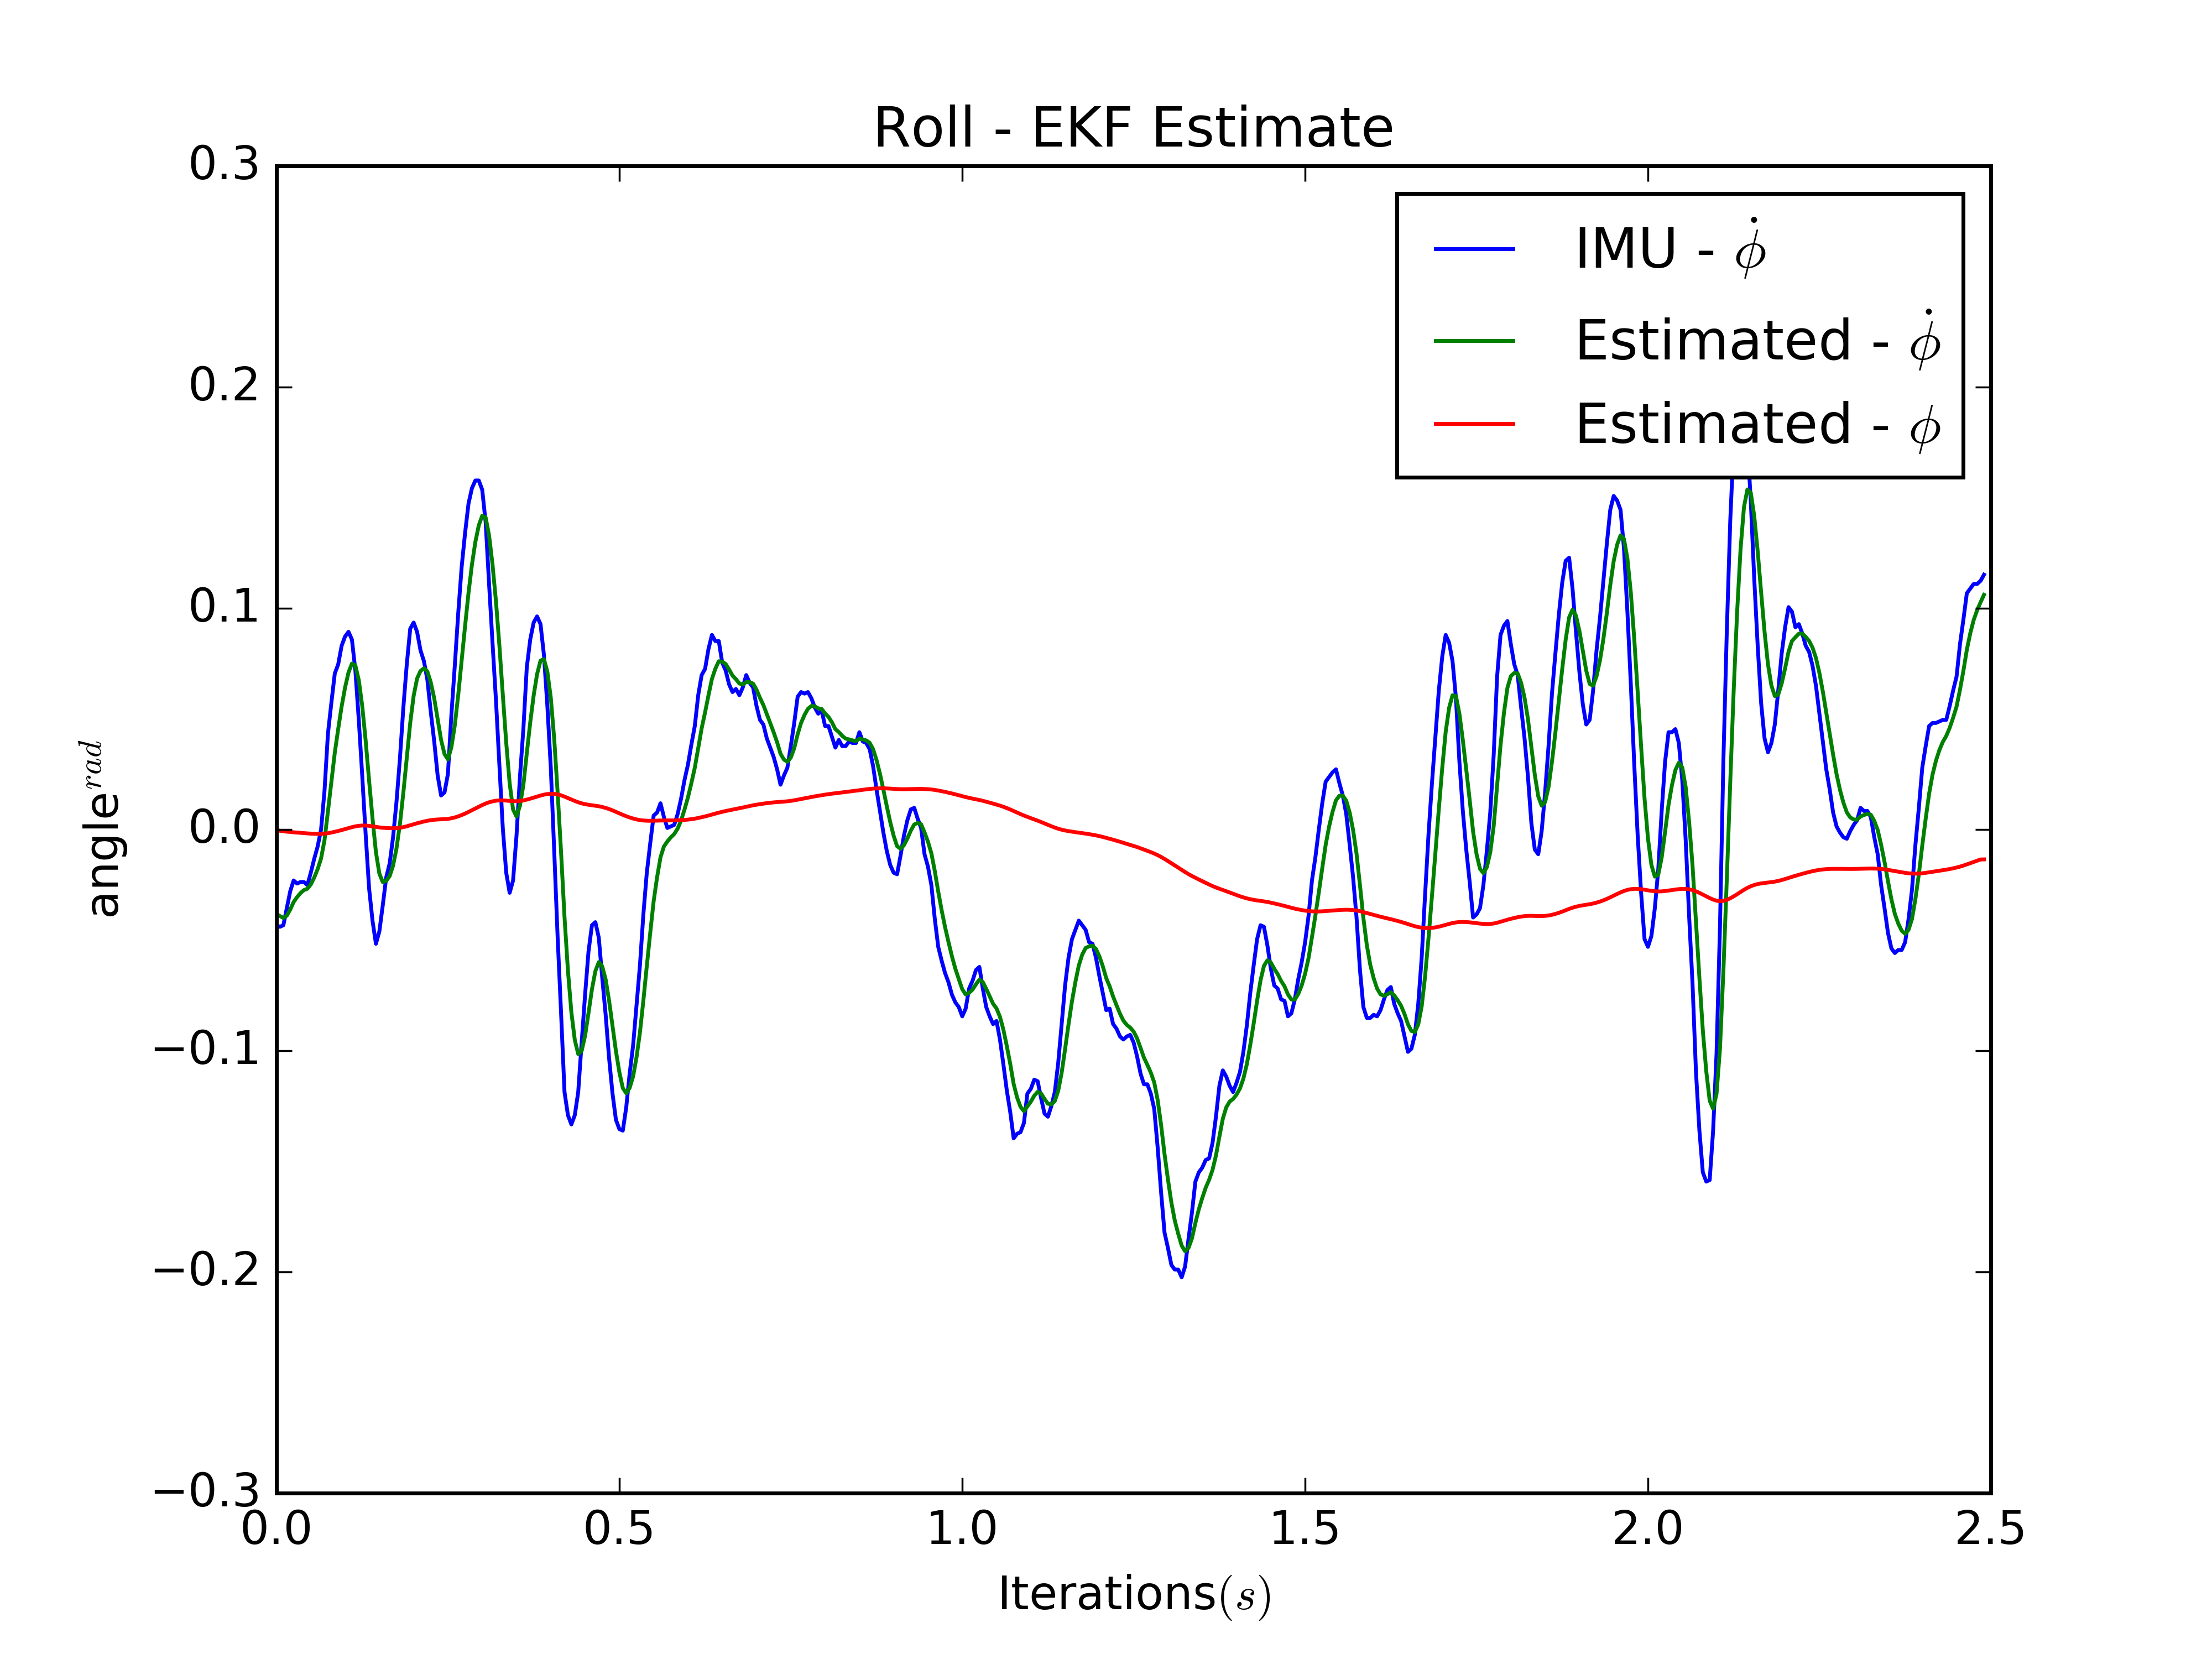 Roll - EKF Estimate
0.3
0.2
0.1
0.0
−0.1
−0.2
−0.3
angle^rad
IMU - ϕ̇
Estimated - ϕ̇
Estimated - ϕ
0.0 0.5 1.0 1.5 2.0 2.5
Iterations(s)